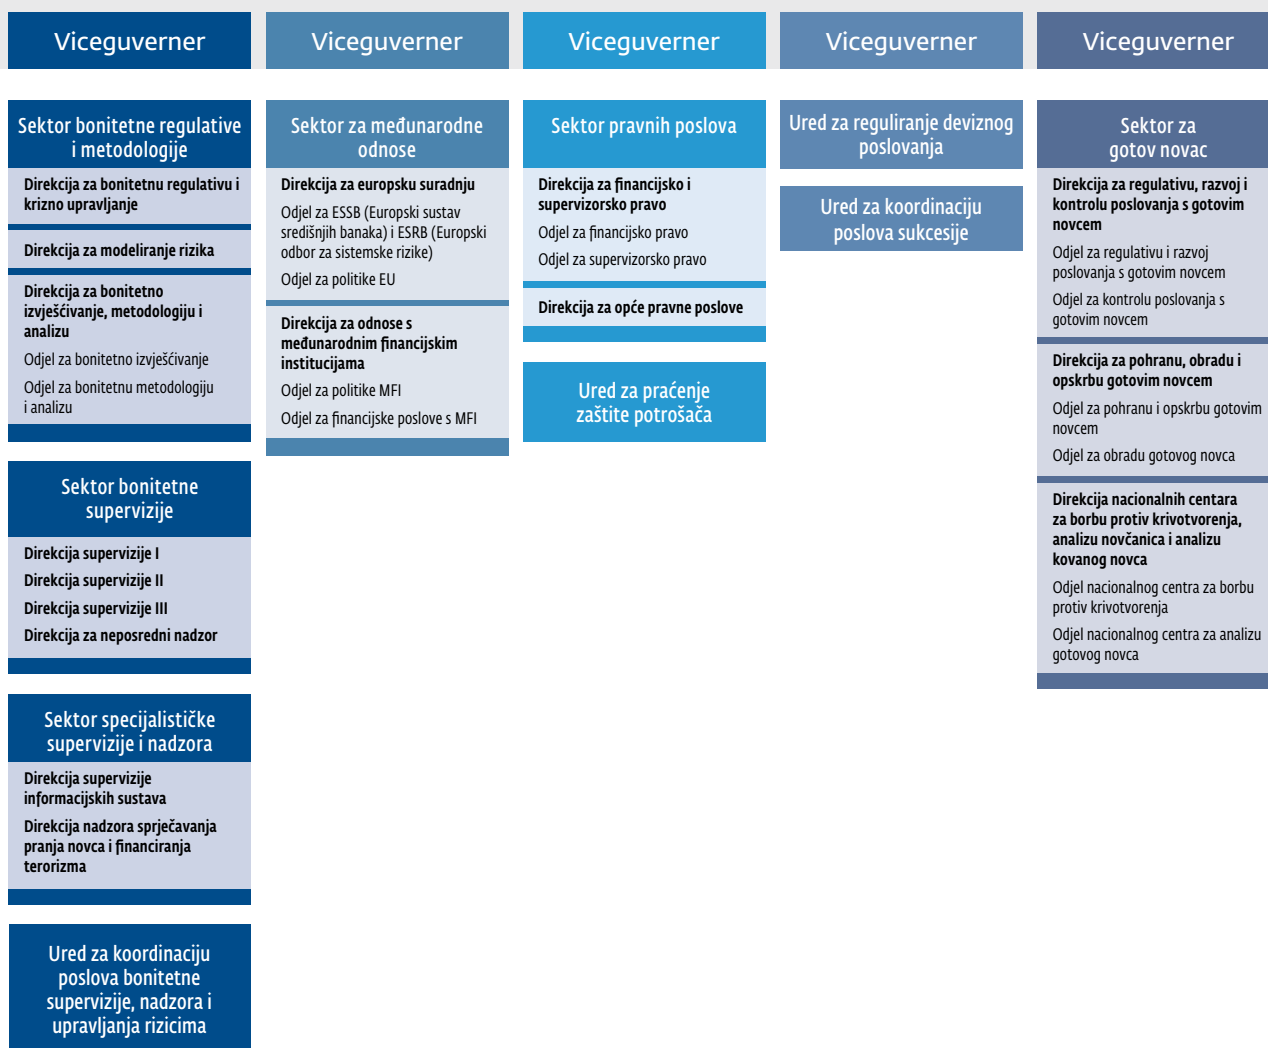 Viceguverner
Viceguverner
Viceguverner
Viceguverner
Viceguverner
Sektor bonitetne regulative
i metodologije
Direkcija za bonitetnu regulativu i
krizno upravljanje
Direkcija za modeliranje rizika
Direkcija za bonitetno
izvješćivanje, metodologiju i
analizu
Odjel za bonitetno izvješćivanje
Odjel za bonitetnu metodologiju
i analizu
Sektor bonitetne
supervizije
Direkcija supervizije I
Direkcija supervizije II
Direkcija supervizije III
Direkcija za neposredni nadzor
Sektor specijalističke
supervizije i nadzora
Direkcija supervizije
informacijskih sustava
Direkcija nadzora sprječavanja
pranja novca i financiranja
terorizma
Ured za koordinaciju
poslova bonitetne
supervizije, nadzora i
upravljanja rizicima
Sektor za međunarodne
odnose
Direkcija za europsku suradnju
Odjel za ESSB (Europski sustav
središnjih banaka) i ESRB (Europski
odbor za sistemske rizike)
Odjel za politike EU
Direkcija za odnose s
međunarodnim financijskim
institucijama
Odjel za politike MFI
Odjel za financijske poslove s MFI
Sektor pravnih poslova
Direkcija za financijsko i
supervizorsko pravo
Odjel za financijsko pravo
Odjel za supervizorsko pravo
Direkcija za opće pravne poslove
Ured za praćenje
zaštite potrošača
Ured za reguliranje deviznog
poslovanja
Ured za koordinaciju
poslova sukcesije
Sektor za
gotov novac
Direkcija za regulativu, razvoj i
kontrolu poslovanja s gotovim
novcem
Odjel za regulativu i razvoj
poslovanja s gotovim novcem
Odjel za kontrolu poslovanja s
gotovim novcem
Direkcija za pohranu, obradu i
opskrbu gotovim novcem
Odjel za pohranu i opskrbu gotovim
novcem
Odjel za obradu gotovog novca
Direkcija nacionalnih centara
za borbu protiv krivotvorenja,
analizu novčanica i analizu
kovanog novca
Odjel nacionalnog centra za borbu
protiv krivotvorenja
Odjel nacionalnog centra za analizu
gotovog novca